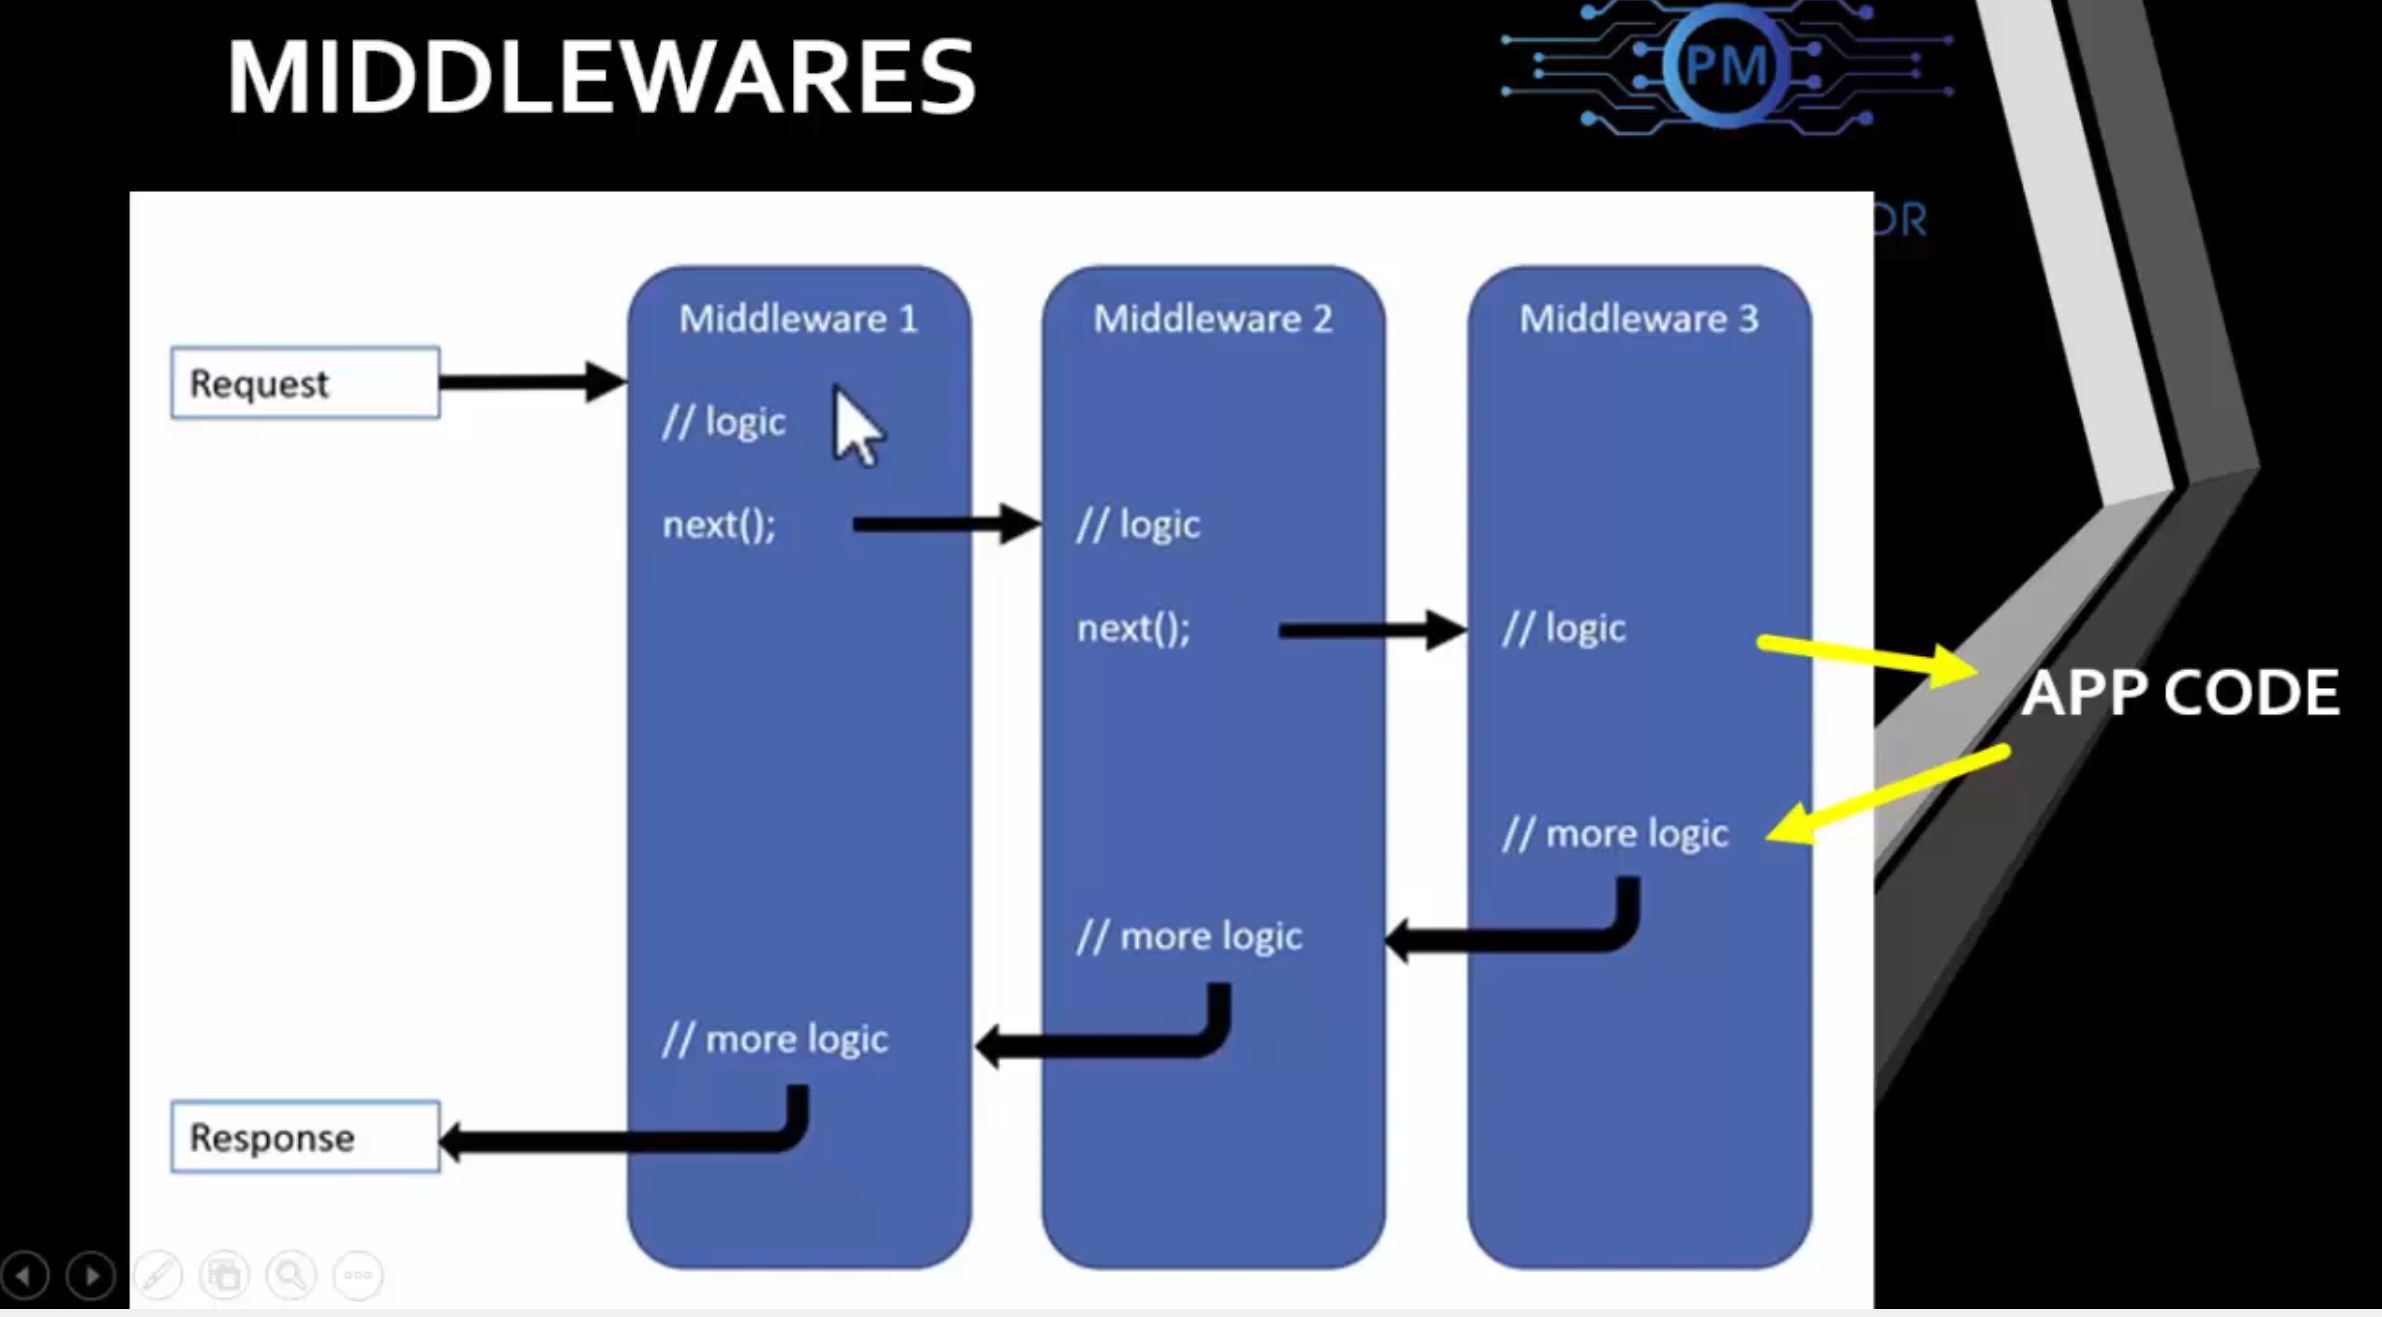 MIDDLEWARES
PM
OR
Middleware 1
Middleware 2
Middleware 3
Request
// logic
next();
// logic
next();
// logic
APP CODE
// more logic
// more logic
// more logic
Response